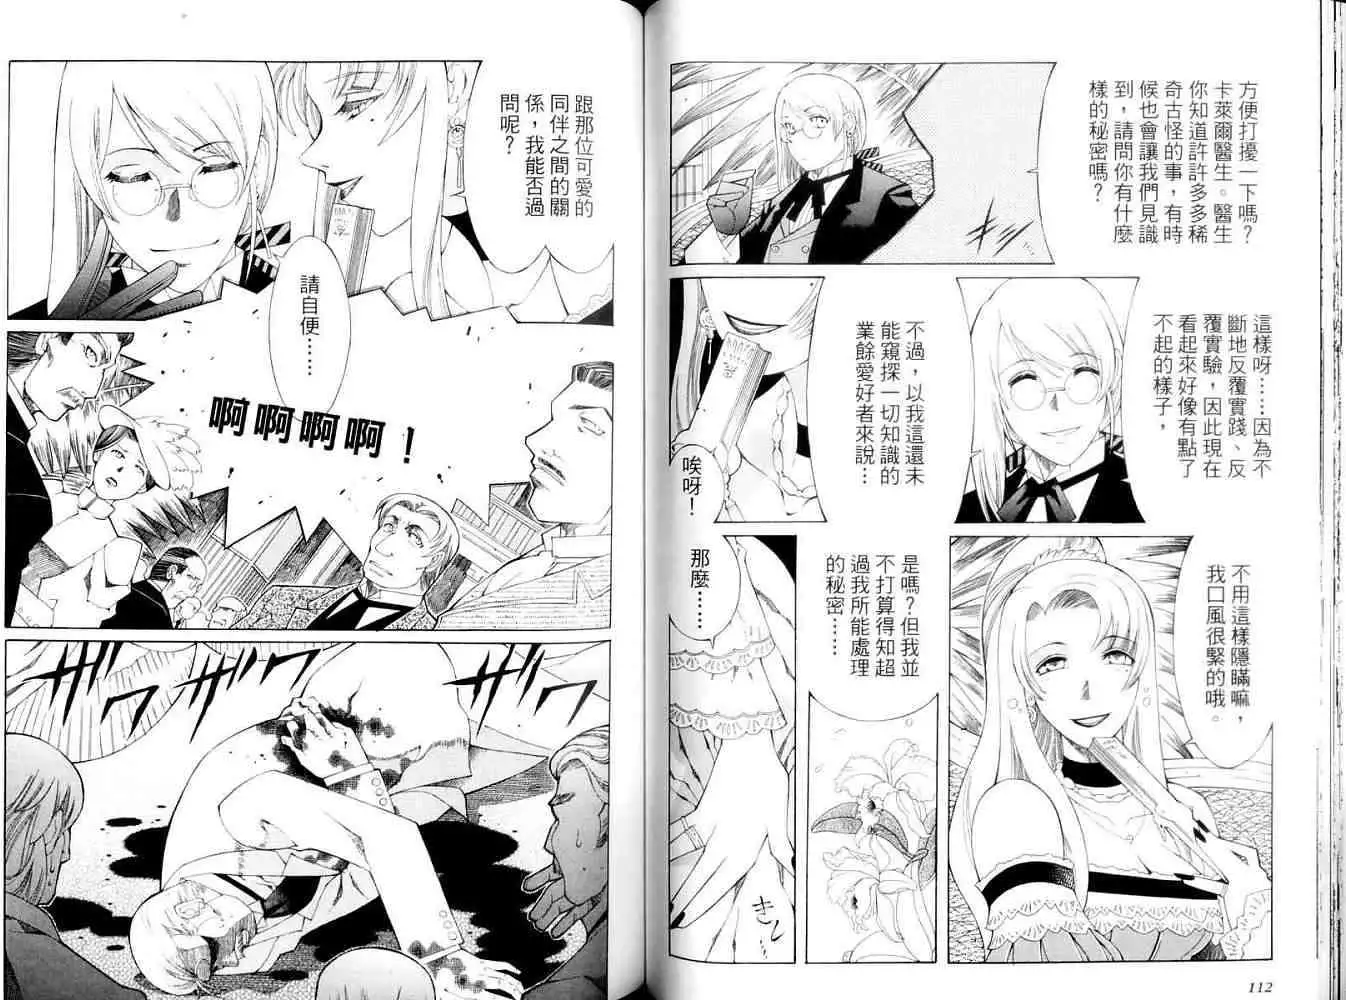 方便打擾一下嗎？
卡萊爾醫生。醫生
你知道許許多多稀
奇古怪的事，有時
候也會讓我們見識
到，請問你有什麼
樣的秘密嗎？
這樣呀……因為不
斷地反覆實踐、反
覆實驗，因此現在
看起來好像有點了
不起的樣子，
不過，以我這還未
能窺探一切知識的
業餘愛好者來說…
唉呀！
不用這樣隱瞞嘛，
我口風很緊的哦。
是嗎？但我並
不打算得知超
過我所能處理
的秘密……
那麼……
112
跟那位可愛的
同伴之間的關
係，我能否過
問呢？
請自便……
啊啊啊啊！
ザワ
ザワ